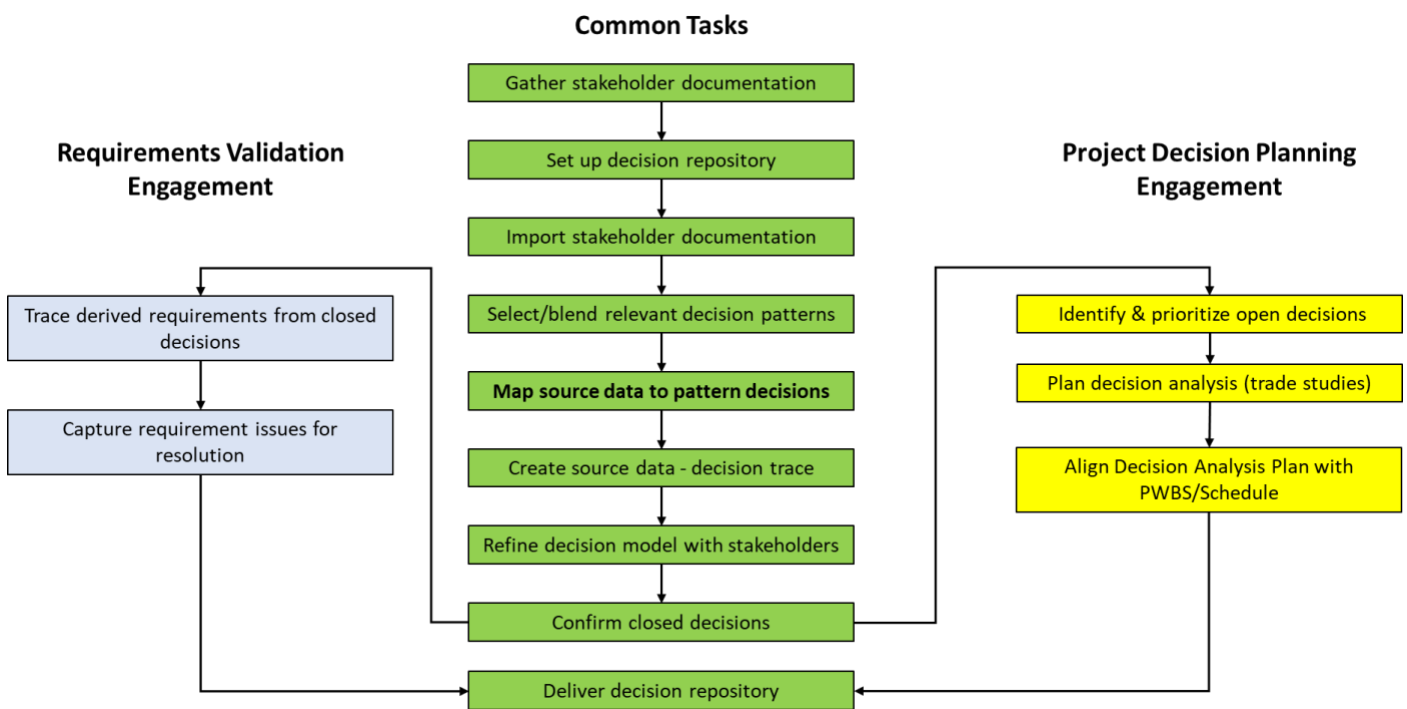 Common Tasks
Gather stakeholder documentation
Set up decision repository
Import stakeholder documentation
Select/blend relevant decision patterns
Map source data to pattern decisions
Create source data - decision trace
Refine decision model with stakeholders
Confirm closed decisions
Deliver decision repository
Requirements Validation
Engagement
Trace derived requirements from closed
decisions
Capture requirement issues for
resolution
Project Decision Planning
Engagement
Identify & prioritize open decisions
Plan decision analysis (trade studies)
Align Decision Analysis Plan with
PWBS/Schedule